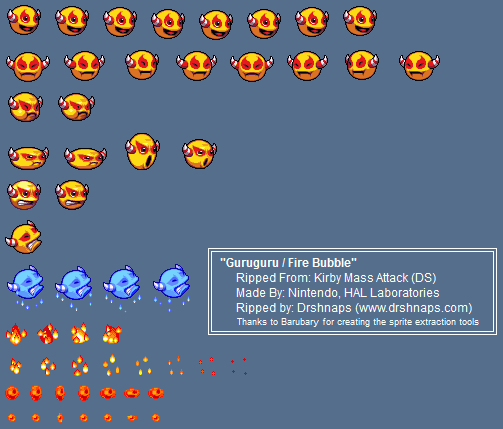 "Guruguru / Fire Bubble"
Ripped From: Kirby Mass Attack (DS)
Made By: Nintendo, HAL Laboratories
Ripped by: Drshnaps (www.drshnaps.com)
Thanks to Barubary for creating the sprite extraction tools